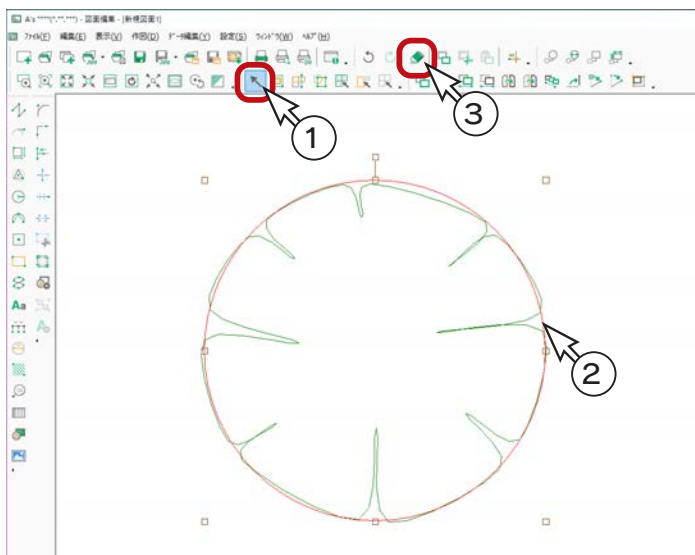 A's ****(*.**.***) - 図面編集 - [新規図面1]
ファイル(F) 編集(E) 表示(V) 作図(D) データ編集(Y) 設定(S) ウィンドウ(W) ヘルプ(H)
1
3
2
Aa
A